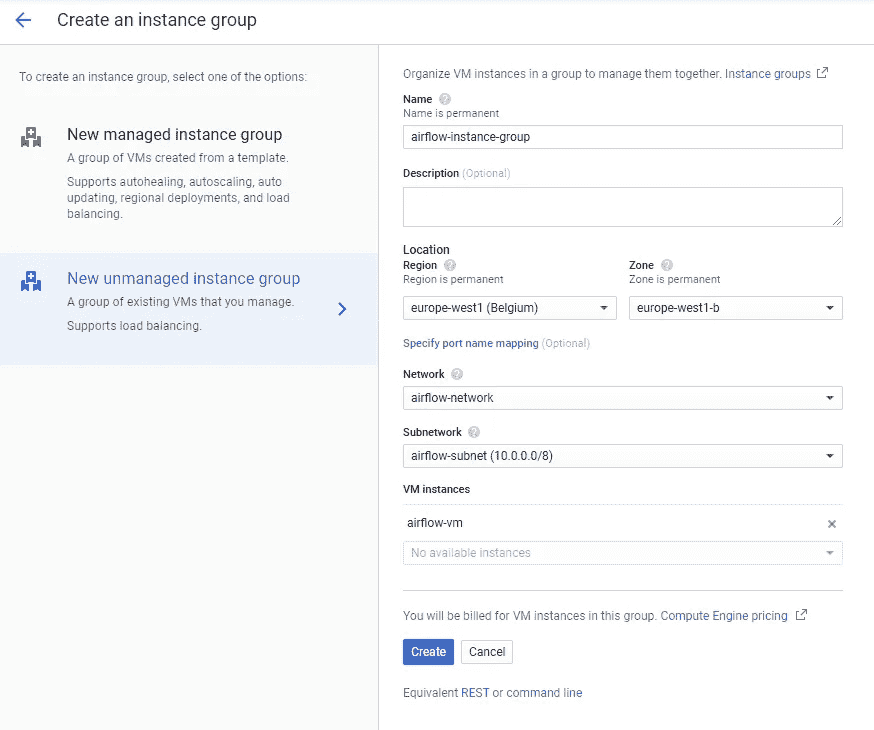 Create an instance group
To create an instance group, select one of the options:
New managed instance group
A group of VMs created from a template.
Supports autohealing, autoscaling, auto
updating, regional deployments, and load
balancing.
New unmanaged instance group
A group of existing VMs that you manage.
Supports load balancing.
Organize VM instances in a group to manage them together. Instance groups
Name ?
Name is permanent
airflow-instance-group
Description (Optional)
Location
Region ? Zone ?
Region is permanent Zone is permanent
europe-west1 (Belgium) europe-west1-b
Specify port name mapping (Optional)
Network ?
airflow-network
Subnetwork ?
airflow-subnet (10.0.0.0/8)
VM instances
airflow-vm
No available instances
You will be billed for VM instances in this group. Compute Engine pricing
Create Cancel
Equivalent REST or command line